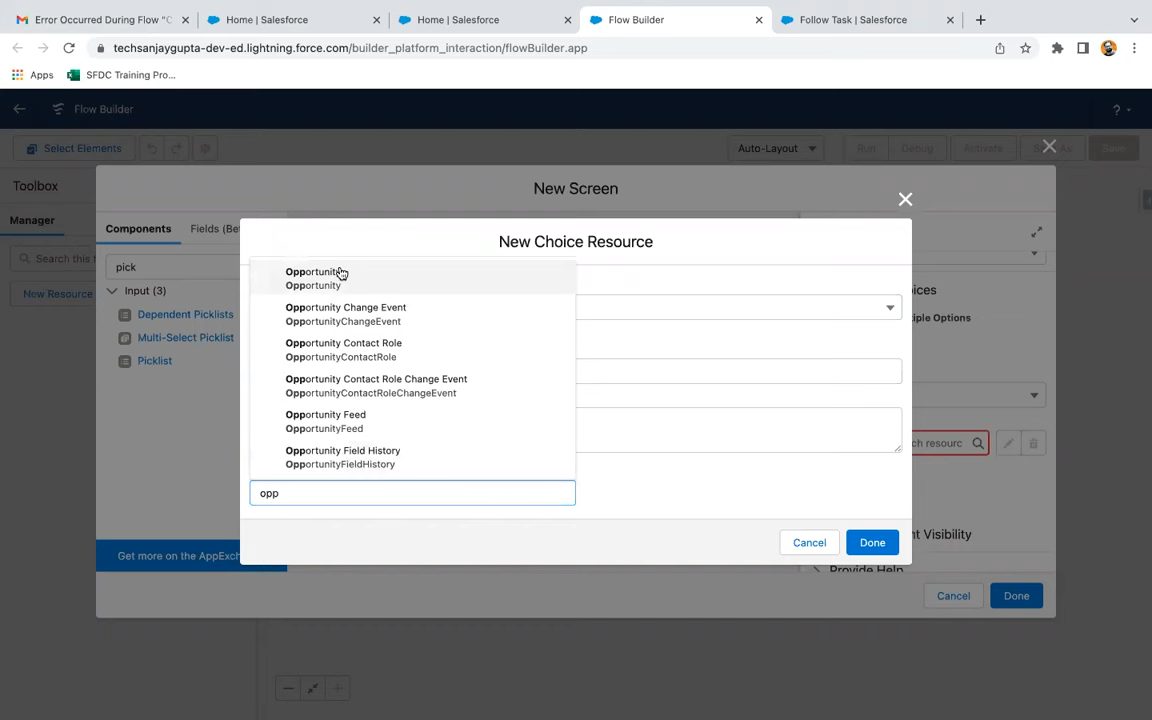 Error Occurred During Flow "C
Home | Salesforce
Home | Salesforce
Flow Builder
Follow Task | Salesforce
techsanjaygupta-dev-ed.lightning.force.com/builder_platform_interaction/flowBuilder.app
Apps
SFDC Training Pro...
Flow Builder
?
Select Elements
Auto-Layout
Run
Debug
Activate
Save
Toolbox
New Screen
Manager
Components
Fields (Bet
Search this
pick
New Resource
Input (3)
Dependent Picklists
Multi-Select Picklist
Picklist
Get more on the AppExch
New Choice Resource
Opportunity
Opportunity
Opportunity Change Event
OpportunityChangeEvent
Opportunity Contact Role
OpportunityContactRole
Opportunity Contact Role Change Event
OpportunityContactRoleChangeEvent
Opportunity Feed
OpportunityFeed
Opportunity Field History
OpportunityFieldHistory
opp
Cancel
Done
oices
tiple Options
ch resourc
nt Visibility
Provide Help
Cancel
Done